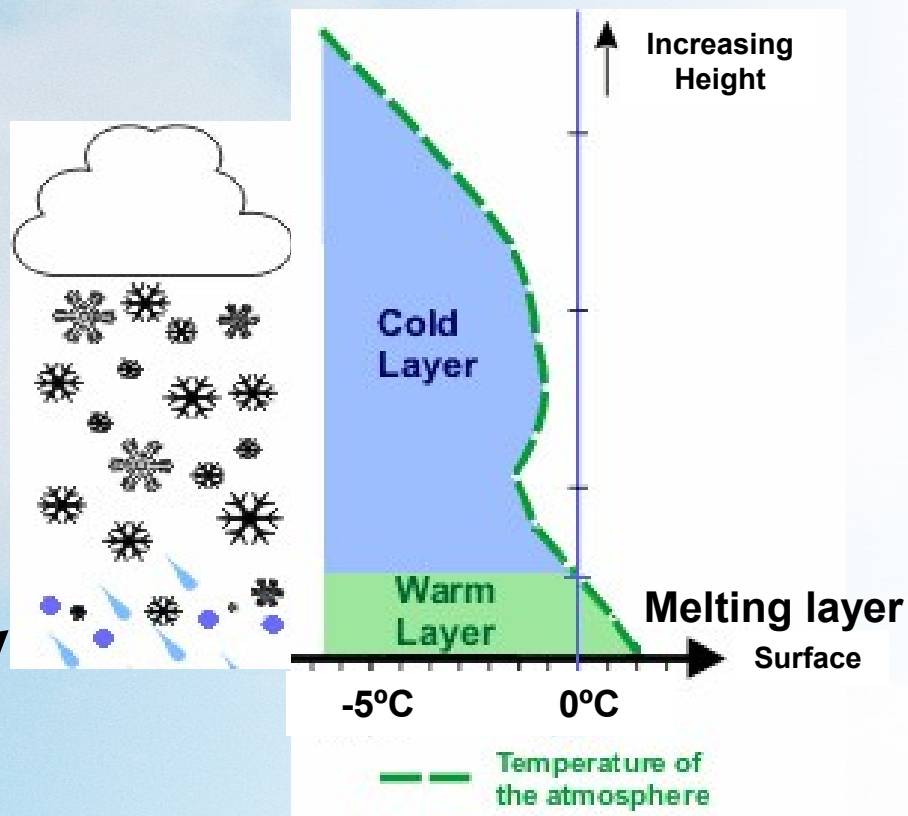 Increasing
Height
Cold
Layer
Warm
Layer
Melting layer
Surface
-5ºC
0ºC
Temperature of
the atmosphere